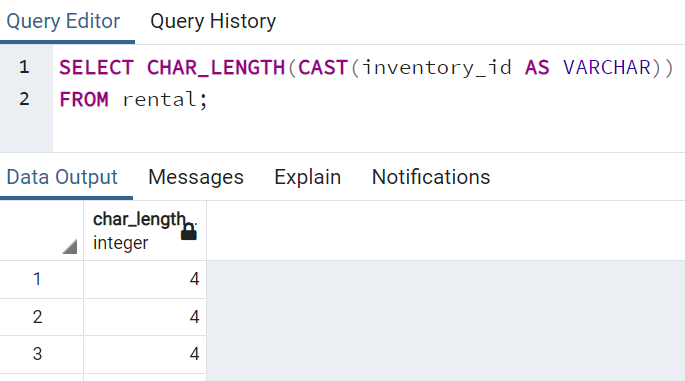 Query Editor Query History
1 SELECT CHAR_LENGTH(CAST(inventory_id AS VARCHAR))
2 FROM rental;
Data Output Messages Explain Notifications
char_length..
integer
1 4
2 4
3 4